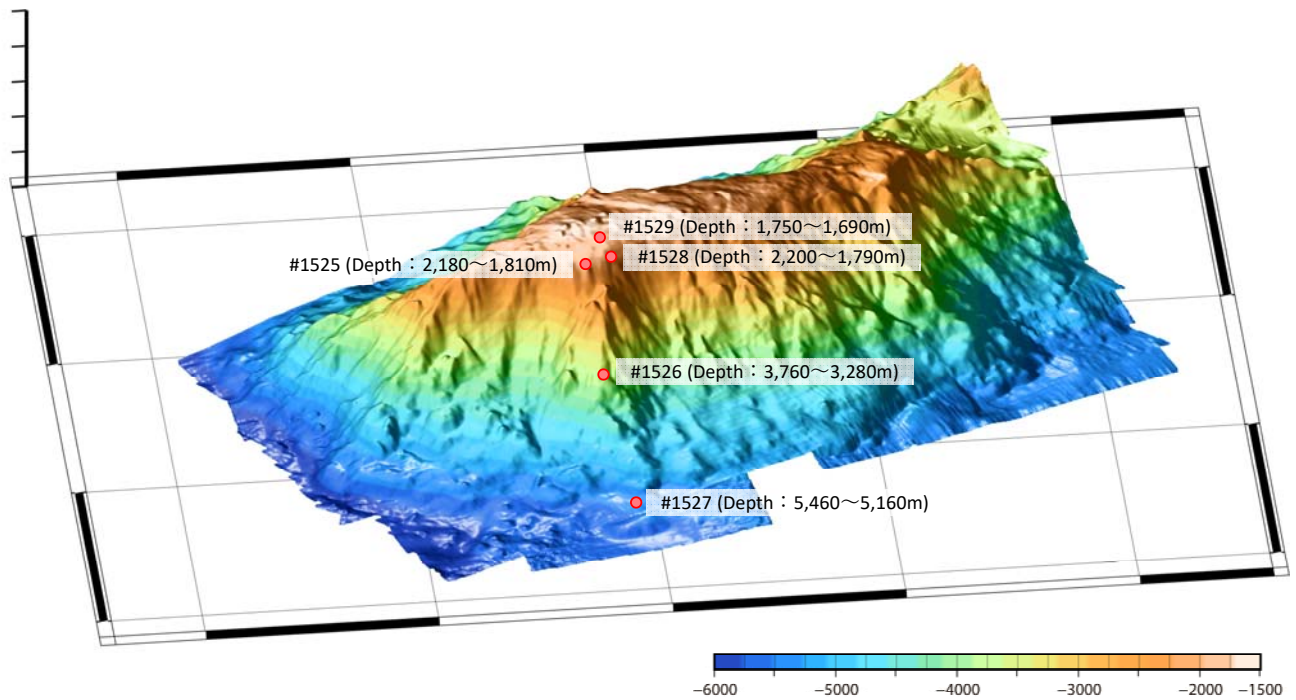 #1529 (Depth：1,750～1,690m)
#1528 (Depth：2,200～1,790m)
#1525 (Depth：2,180～1,810m)
#1526 (Depth：3,760～3,280m)
#1527 (Depth：5,460～5,160m)
−6000 −5000 −4000 −3000 −2000 −1500